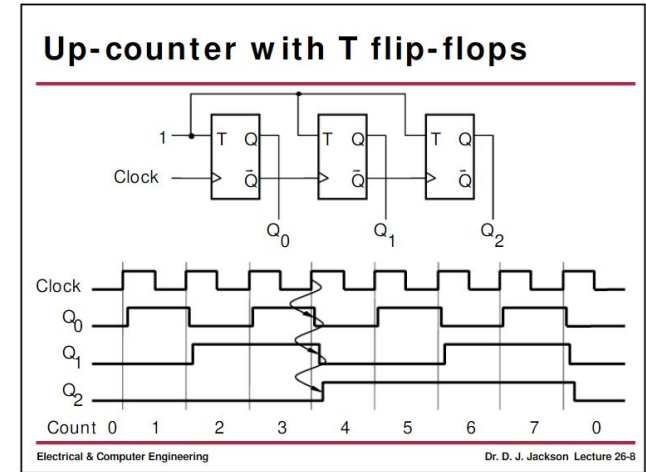 Up-counter with T flip-flops
1 T Q T Q T Q
Clock Q̅ Q̅ Q̅
Q0 Q1 Q2
Clock
Q0
Q1
Q2
Count 0 1 2 3 4 5 6 7 0
Electrical & Computer Engineering Dr. D. J. Jackson Lecture 26-8